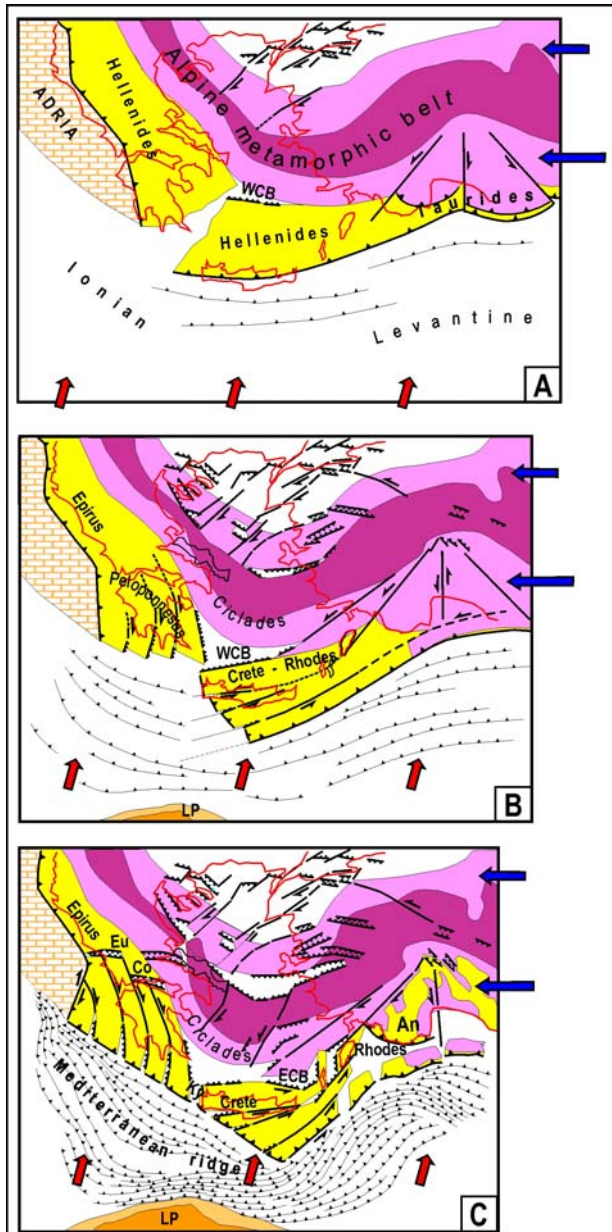 ADRIA
Hellenides
Alpine metamorphic belt
WCB
Hellenides
Taurides
Ionian
Levantine
A
Epirus
Peloponnesus
Ciclades
WCB
Crete - Rhodes
LP
B
Epirus
Eu
Co
Ciclades
An
Rhodes
ECB
Crete
Mediterranean ridge
LP
C